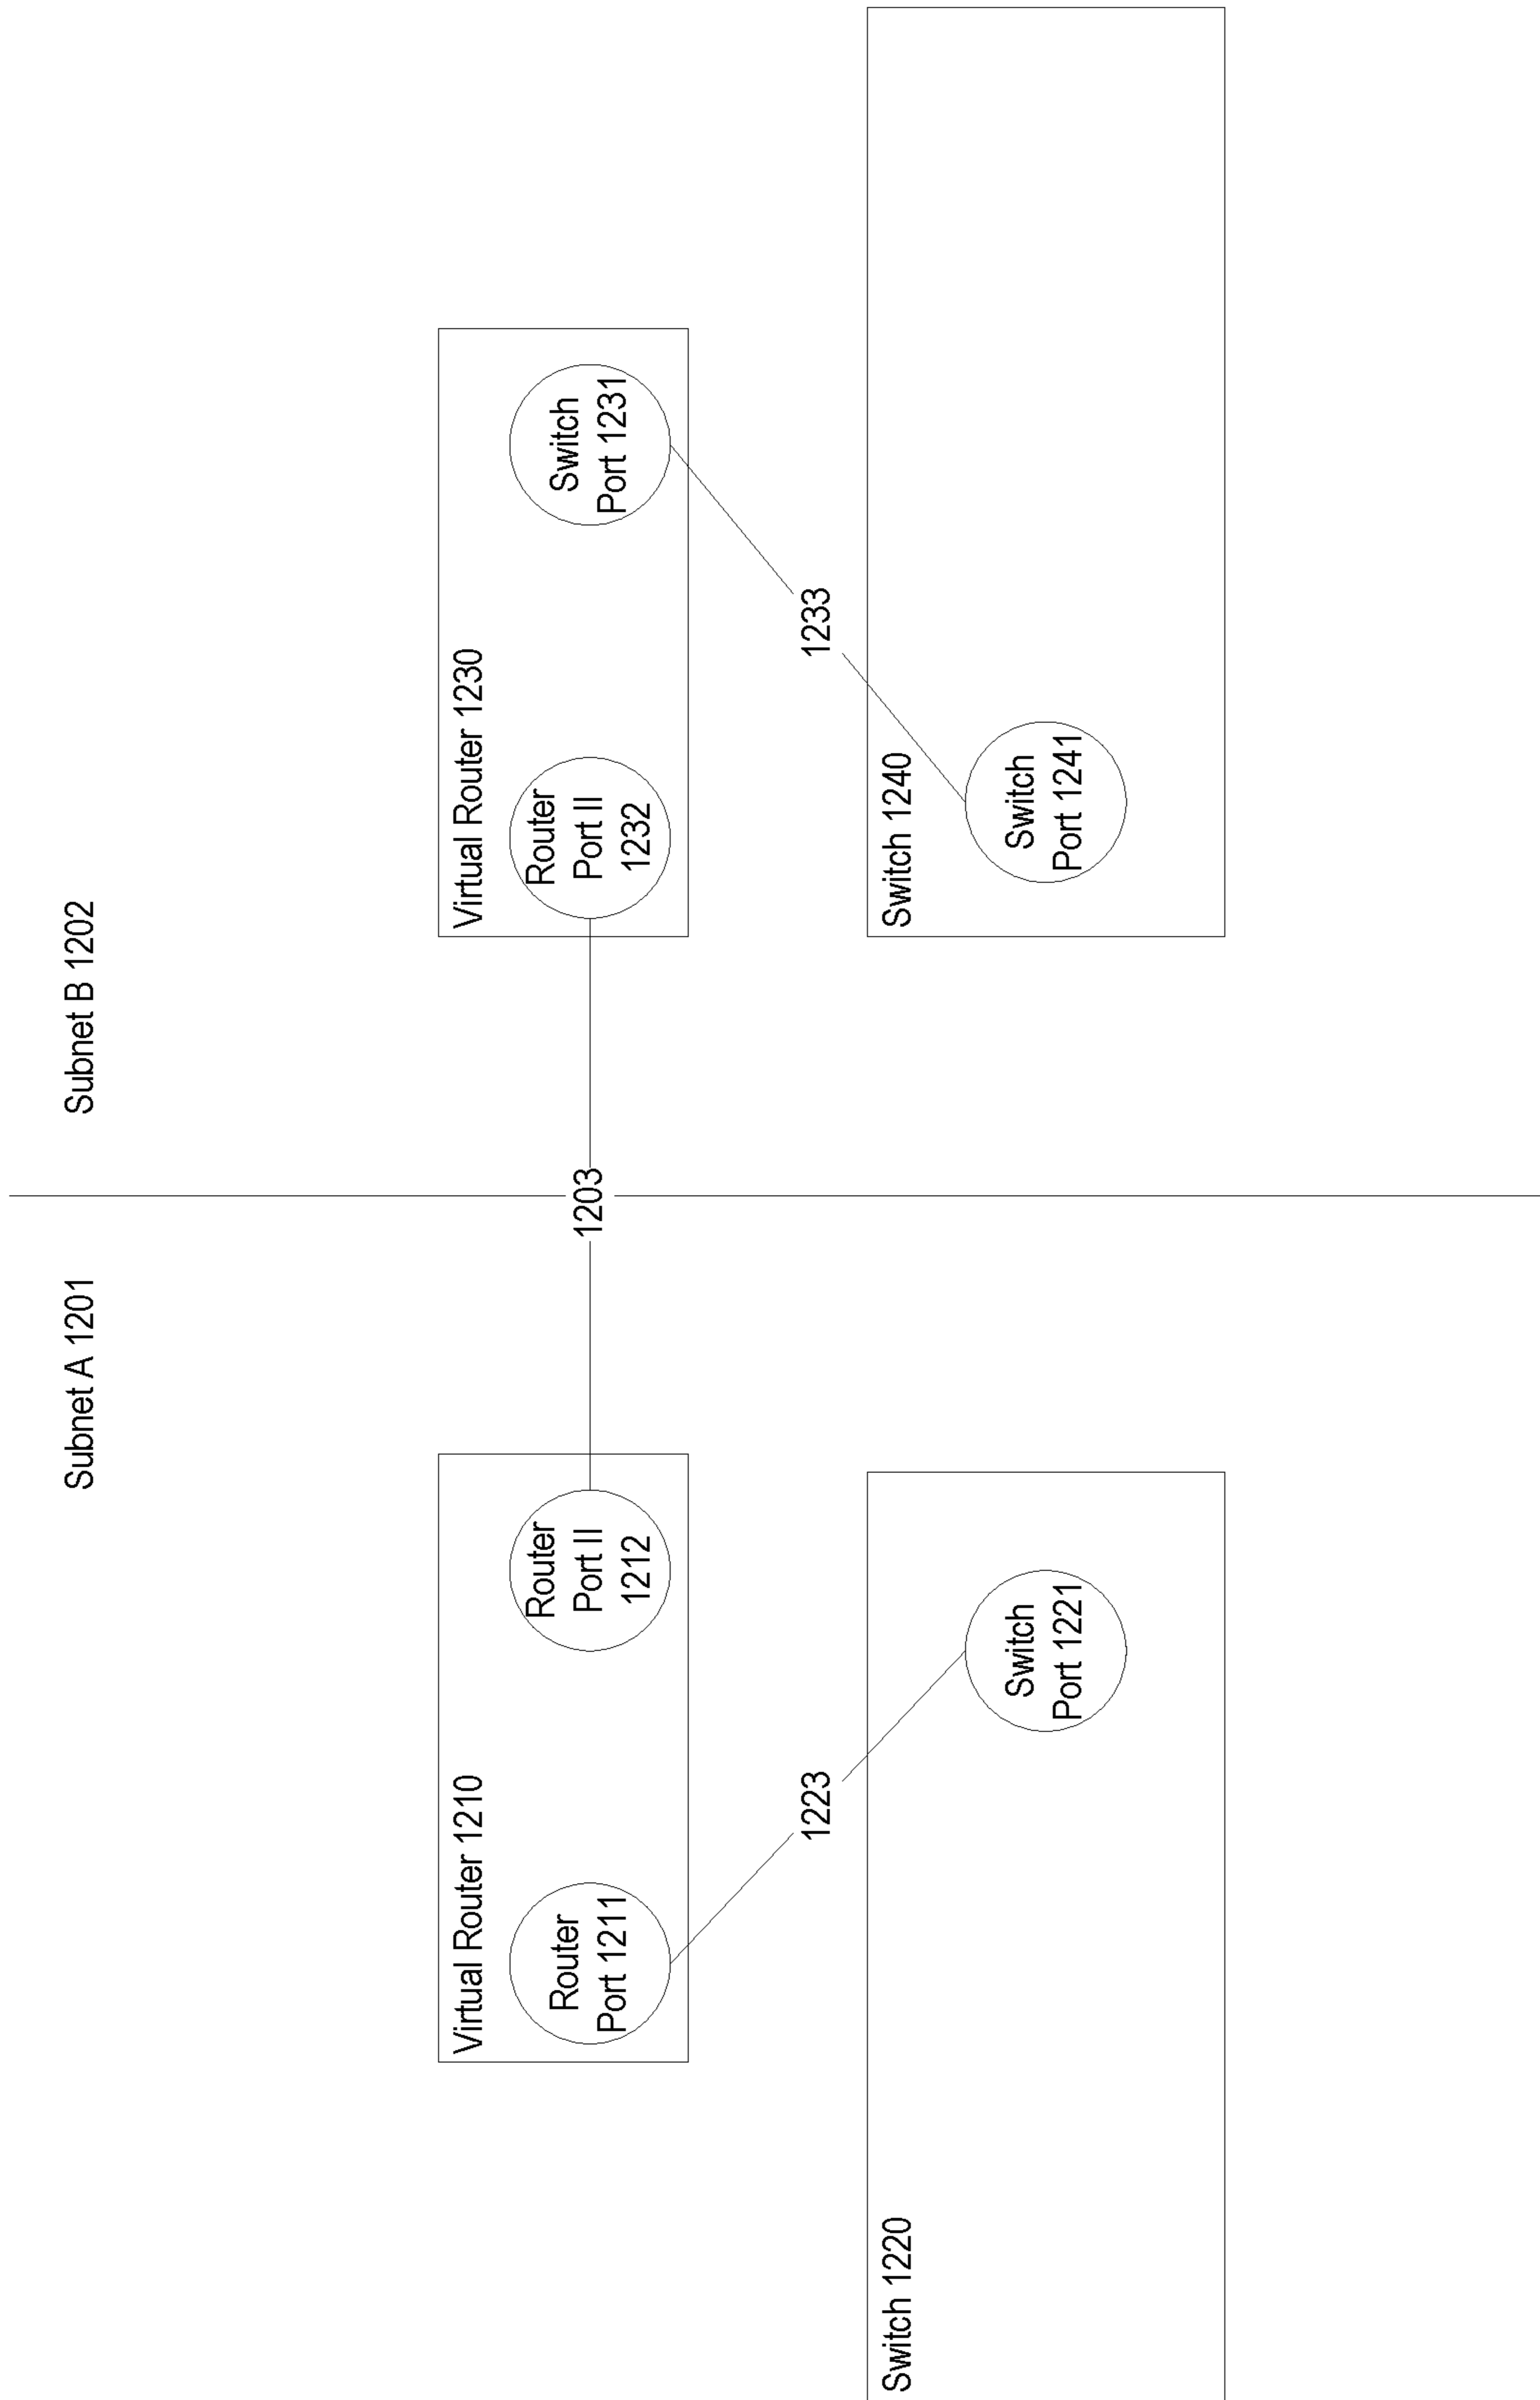 Subnet A 1201
Subnet B 1202
Virtual Router 1210
Router
Port 1211
Router
Port II
1212
1203
Virtual Router 1230
Router
Port II
1232
Switch
Port 1231
1223
1233
Switch 1220
Switch
Port 1221
Switch 1240
Switch
Port 1241